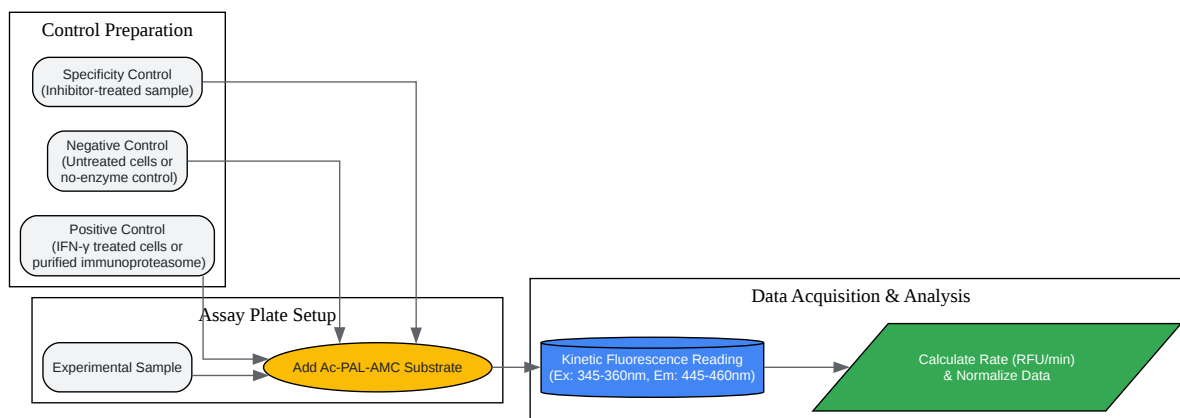 Control Preparation
Specificity Control
(Inhibitor-treated sample)
Negative Control
(Untreated cells or
no-enzyme control)
Positive Control
(IFN-γ treated cells or
purified immunoproteasome)
Assay Plate Setup
Experimental Sample
Add Ac-PAL-AMC Substrate
Data Acquisition & Analysis
Kinetic Fluorescence Reading
(Ex: 345-360nm, Em: 445-460nm)
Calculate Rate (RFU/min)
& Normalize Data